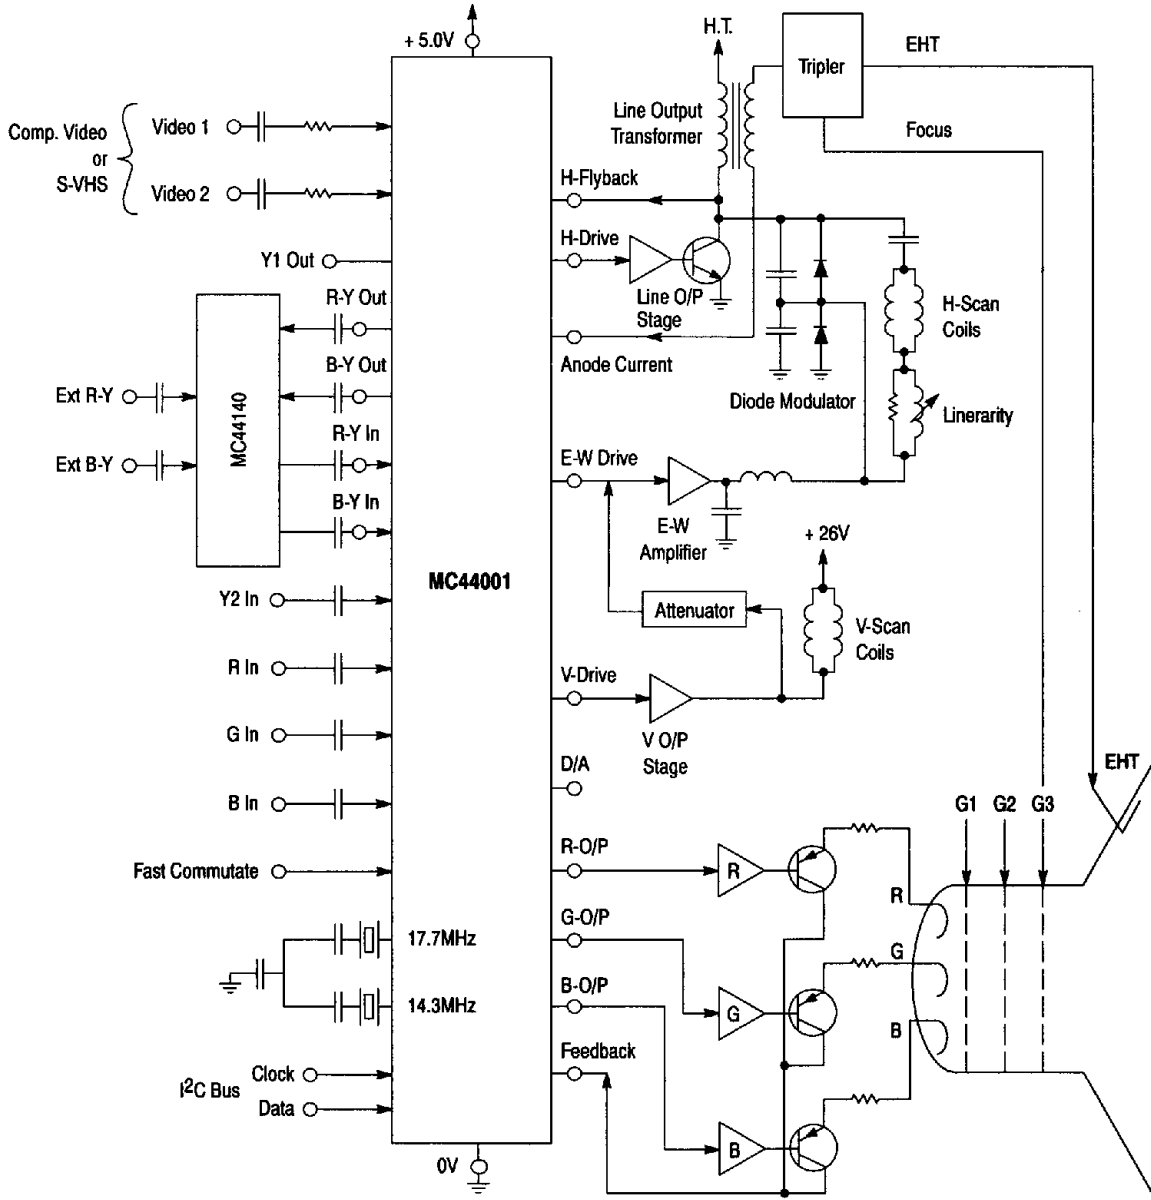 + 5.0V
H.T.
Tripler
EHT
Focus
Line Output
Transformer
Comp. Video
or
S-VHS
Video 1
Video 2
H-Flyback
H-Drive
Line O/P
Stage
Anode Current
Diode Modulator
H-Scan
Coils
Linerarity
Y1 Out
R-Y Out
B-Y Out
R-Y In
B-Y In
Ext R-Y
Ext B-Y
MC44140
E-W Drive
E-W
Amplifier
+ 26V
Attenuator
V-Scan
Coils
MC44001
Y2 In
R In
G In
B In
Fast Commutate
V-Drive
V O/P
Stage
D/A
EHT
G1 G2 G3
R-O/P
R
R
G-O/P
G
G
B-O/P
B
B
Feedback
17.7MHz
14.3MHz
Clock
I²C Bus
Data
0V